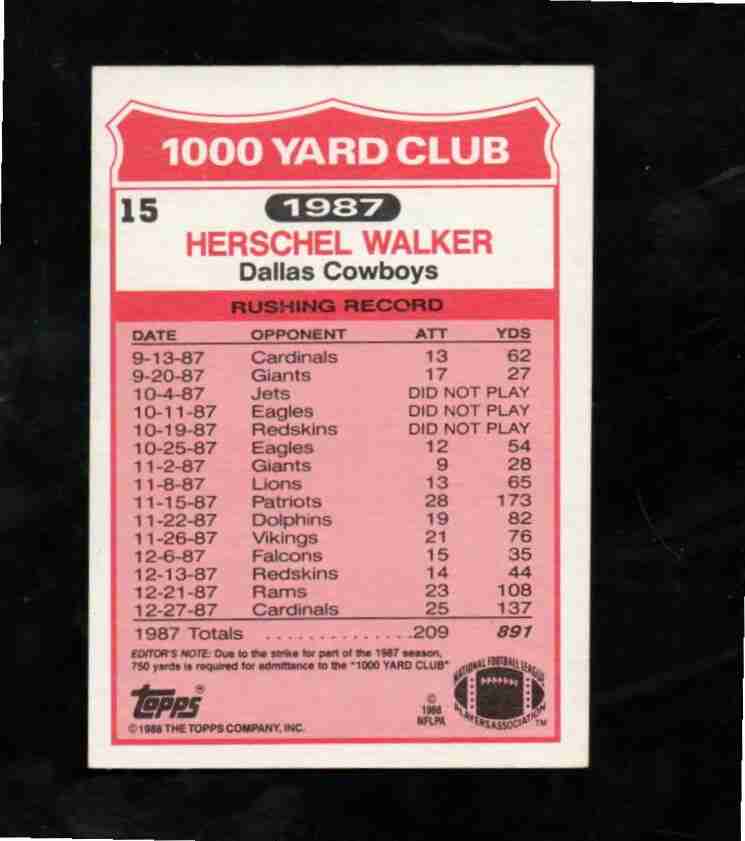 1000 YARD CLUB
15
1987
HERSCHEL WALKER
Dallas Cowboys
RUSHING RECORD
DATE OPPONENT ATT YDS
9-13-87 Cardinals 13 62
9-20-87 Giants 17 27
10-4-87 Jets DID NOT PLAY
10-11-87 Eagles DID NOT PLAY
10-19-87 Redskins DID NOT PLAY
10-25-87 Eagles 12 54
11-2-87 Giants 9 28
11-8-87 Lions 13 65
11-15-87 Patriots 28 173
11-22-87 Dolphins 19 82
11-26-87 Vikings 21 76
12-6-87 Falcons 15 35
12-13-87 Redskins 14 44
12-21-87 Rams 23 108
12-27-87 Cardinals 25 137
1987 Totals ..............209 891
EDITOR'S NOTE: Due to the strike for part of the 1987 season,
750 yards is required for admittance to the "1000 YARD CLUB"
topps®
© 1988 THE TOPPS COMPANY, INC.
©
1988
NFLPA
NATIONAL FOOTBALL LEAGUE
PLAYERS ASSOCIATION ™